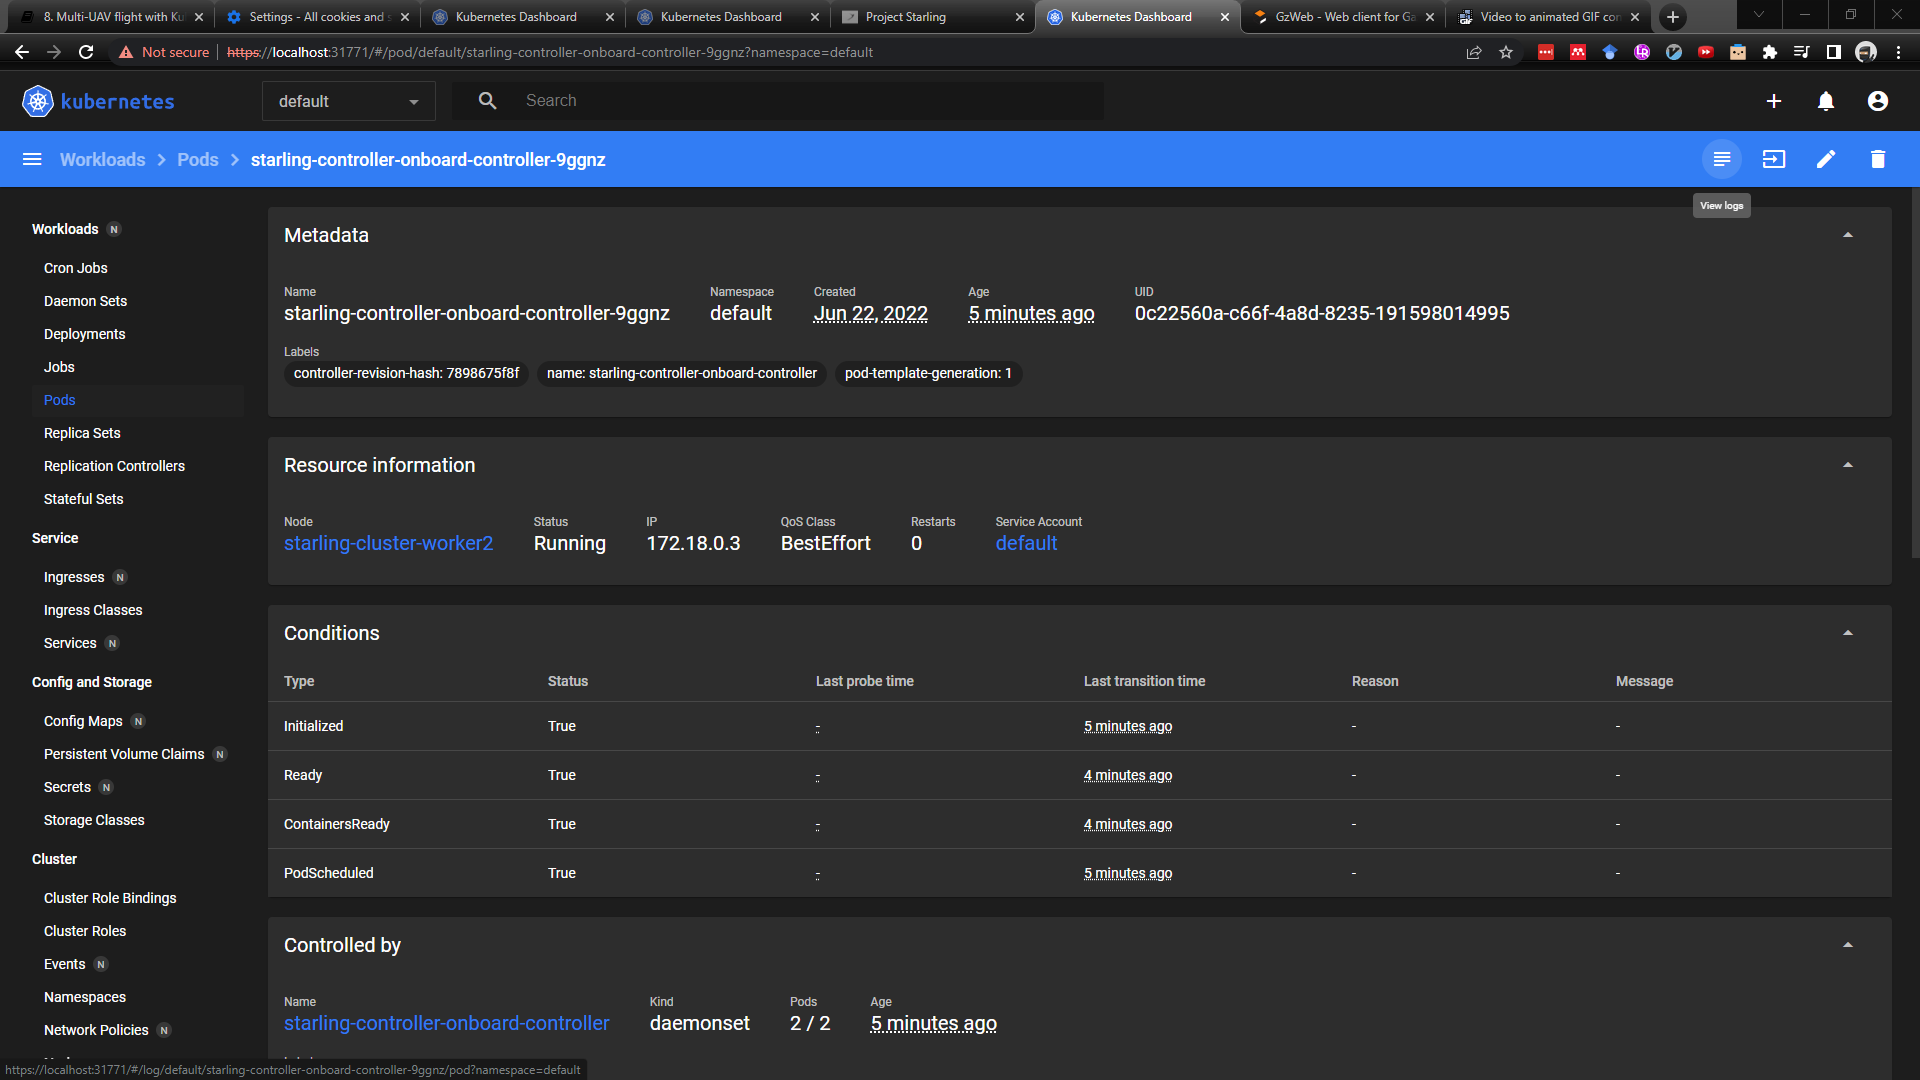 8. Multi-UAV flight with Ku
Settings - All cookies and s
Kubernetes Dashboard
Kubernetes Dashboard
Project Starling
Kubernetes Dashboard
GzWeb - Web client for Ga
Video to animated GIF con
Not secure
https://localhost:31771/#/pod/default/starling-controller-onboard-controller-9ggnz?namespace=default
kubernetes
default
Search
Workloads
Pods
starling-controller-onboard-controller-9ggnz
View logs
Workloads N
Cron Jobs
Daemon Sets
Deployments
Jobs
Pods
Replica Sets
Replication Controllers
Stateful Sets
Service
Ingresses N
Ingress Classes
Services N
Config and Storage
Config Maps N
Persistent Volume Claims N
Secrets N
Storage Classes
Cluster
Cluster Role Bindings
Cluster Roles
Events N
Namespaces
Network Policies N
Metadata
Name Namespace Created Age UID
starling-controller-onboard-controller-9ggnz default Jun 22, 2022 5 minutes ago 0c22560a-c66f-4a8d-8235-191598014995
Labels
controller-revision-hash: 7898675f8f name: starling-controller-onboard-controller pod-template-generation: 1
Resource information
Node Status IP QoS Class Restarts Service Account
starling-cluster-worker2 Running 172.18.0.3 BestEffort 0 default
Conditions
Type Status Last probe time Last transition time Reason Message
Initialized True - 5 minutes ago - -
Ready True - 4 minutes ago - -
ContainersReady True - 4 minutes ago - -
PodScheduled True - 5 minutes ago - -
Controlled by
Name Kind Pods Age
starling-controller-onboard-controller daemonset 2 / 2 5 minutes ago
https://localhost:31771/#/log/default/starling-controller-onboard-controller-9ggnz/pod?namespace=default